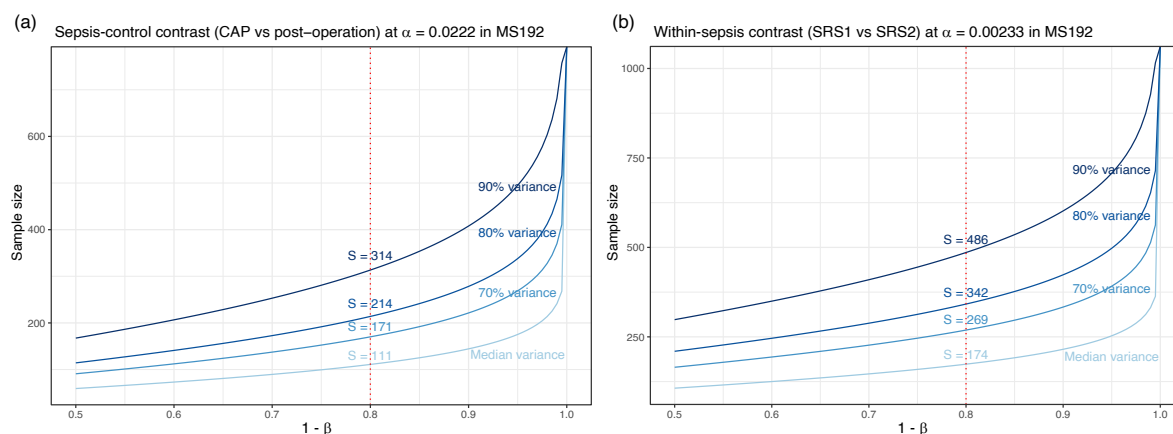 (a)
Sepsis-control contrast (CAP vs post−operation) at α = 0.0222 in MS192
Sample size
600
400
200
90% variance
80% variance
70% variance
Median variance
S = 314
S = 214
S = 171
S = 111
0.5 0.6 0.7 0.8 0.9 1.0
1 - β
(b)
Within-sepsis contrast (SRS1 vs SRS2) at α = 0.00233 in MS192
Sample size
1000
750
500
250
90% variance
80% variance
70% variance
Median variance
S = 486
S = 342
S = 269
S = 174
0.5 0.6 0.7 0.8 0.9 1.0
1 - β